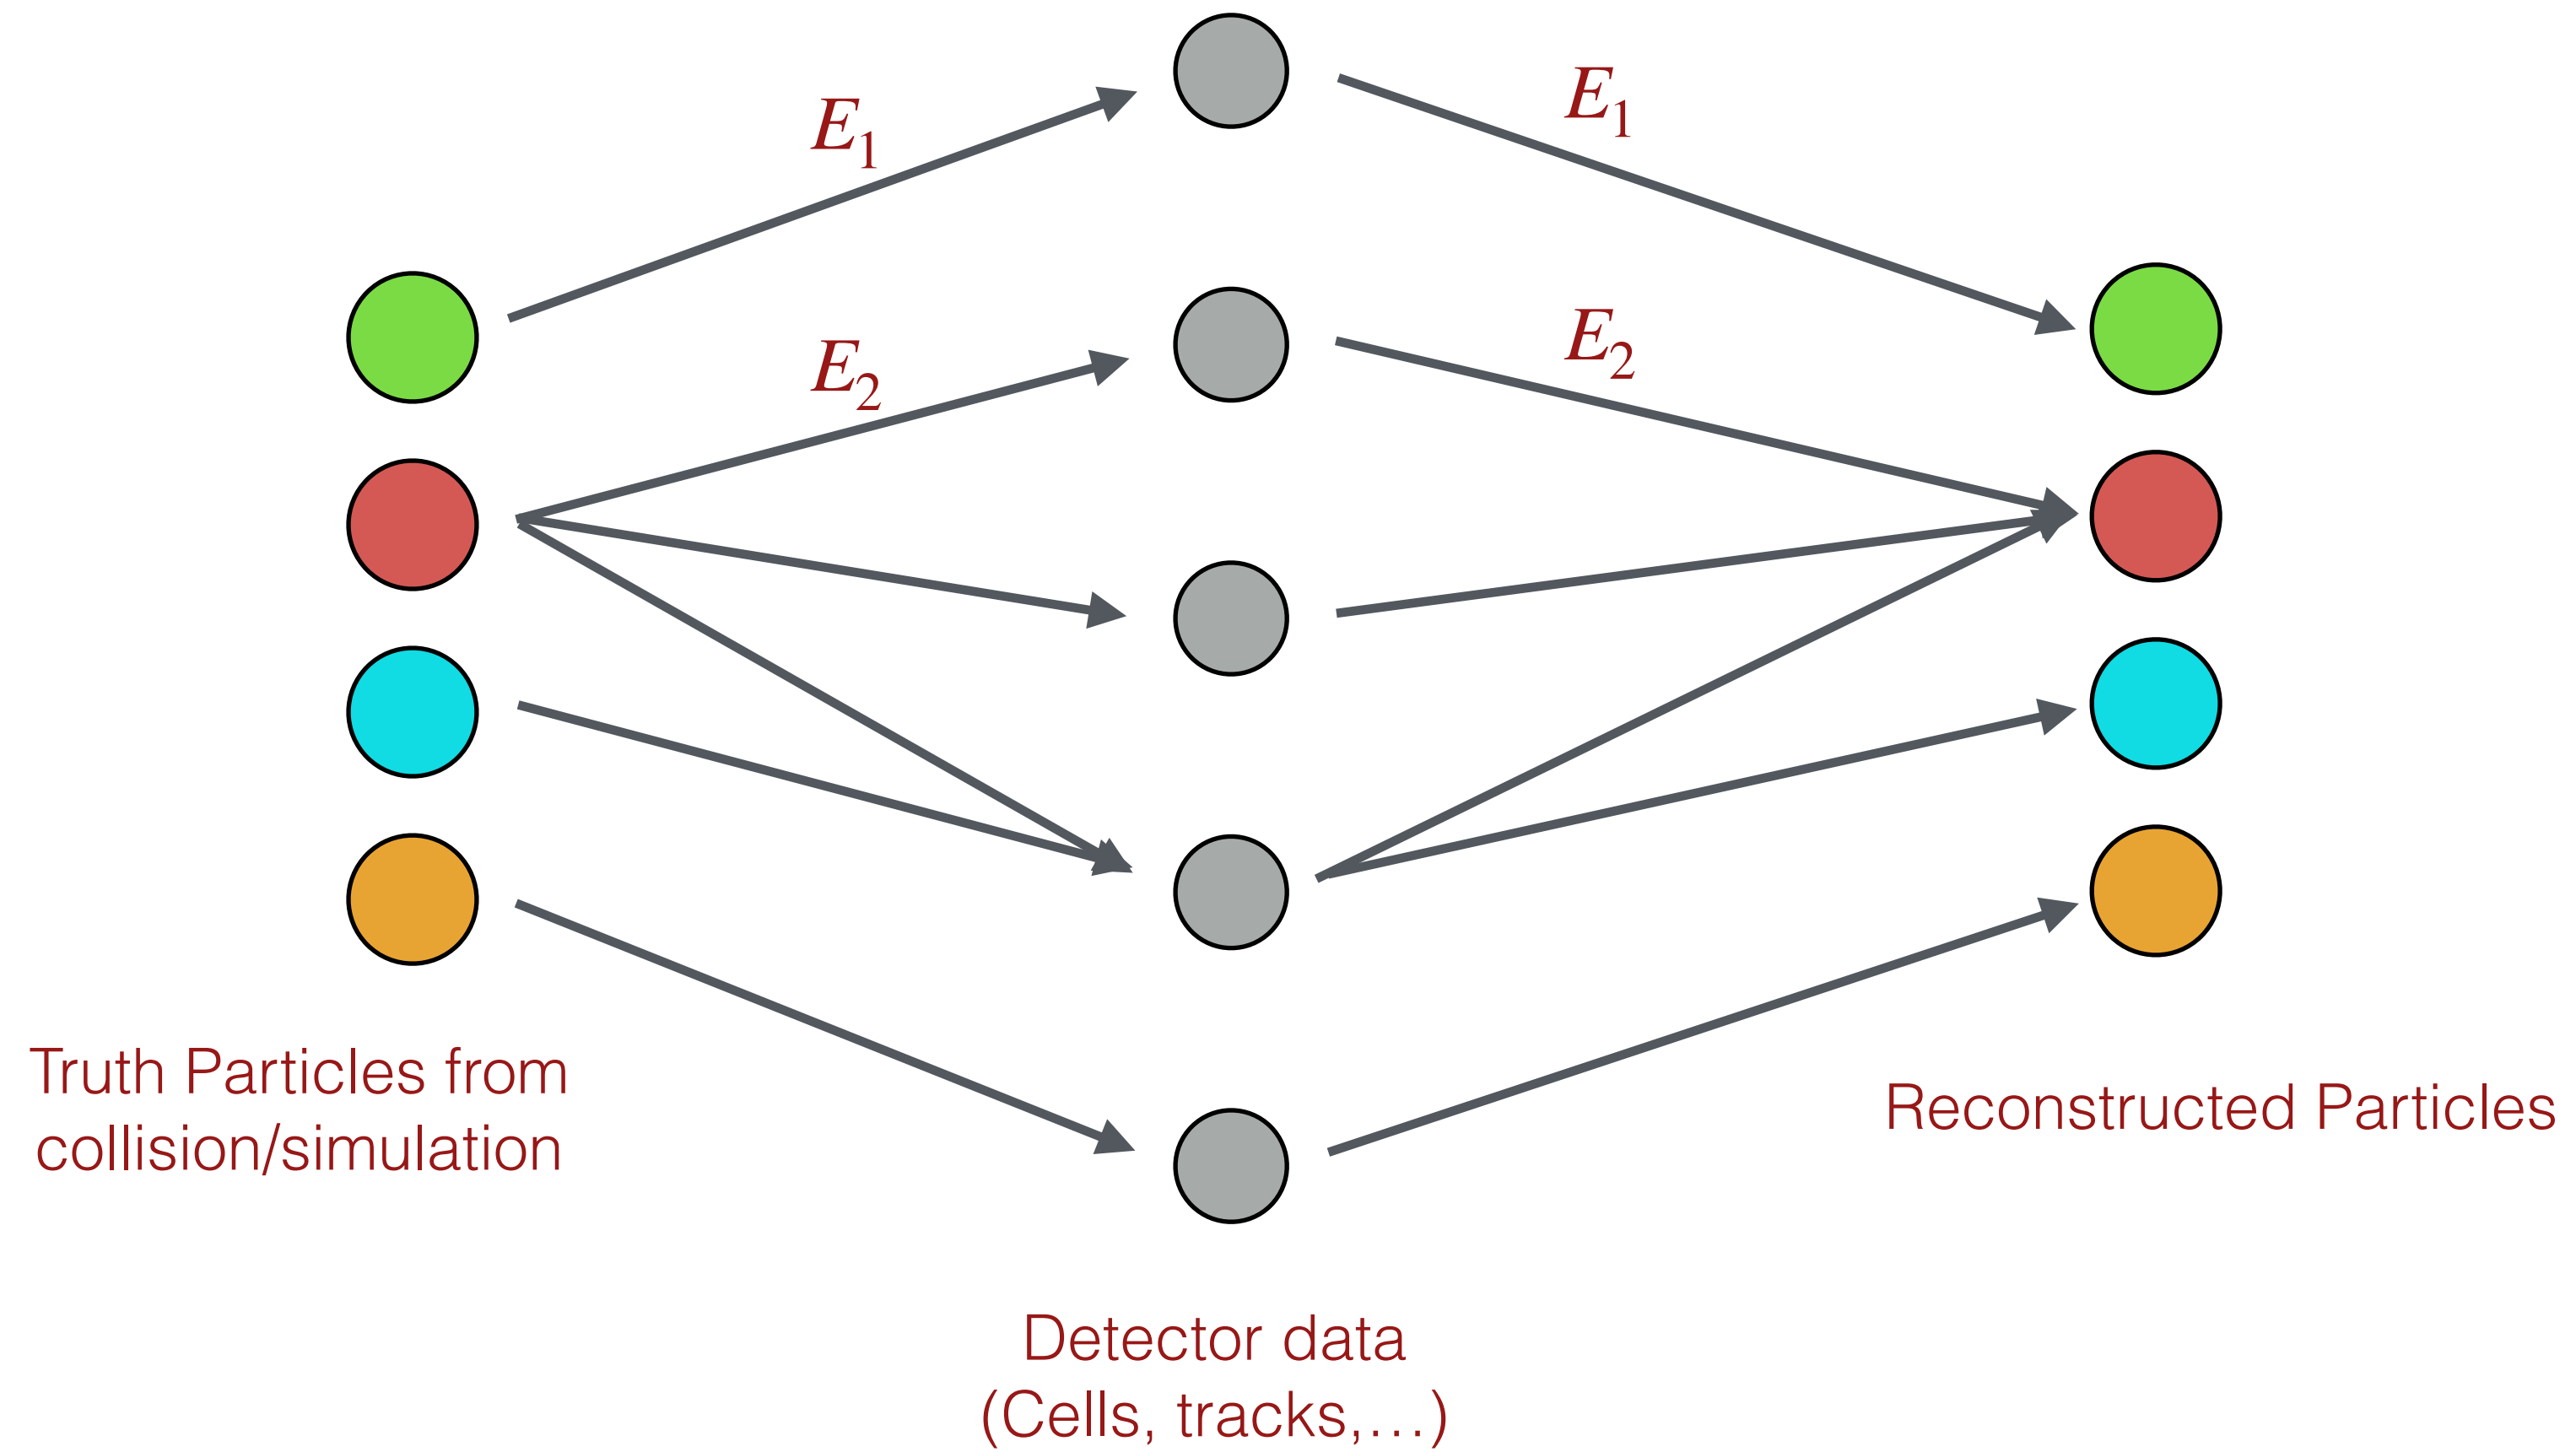 E1
E1
E2
E2
Truth Particles from
collision/simulation
Reconstructed Particles
Detector data
(Cells, tracks,…)